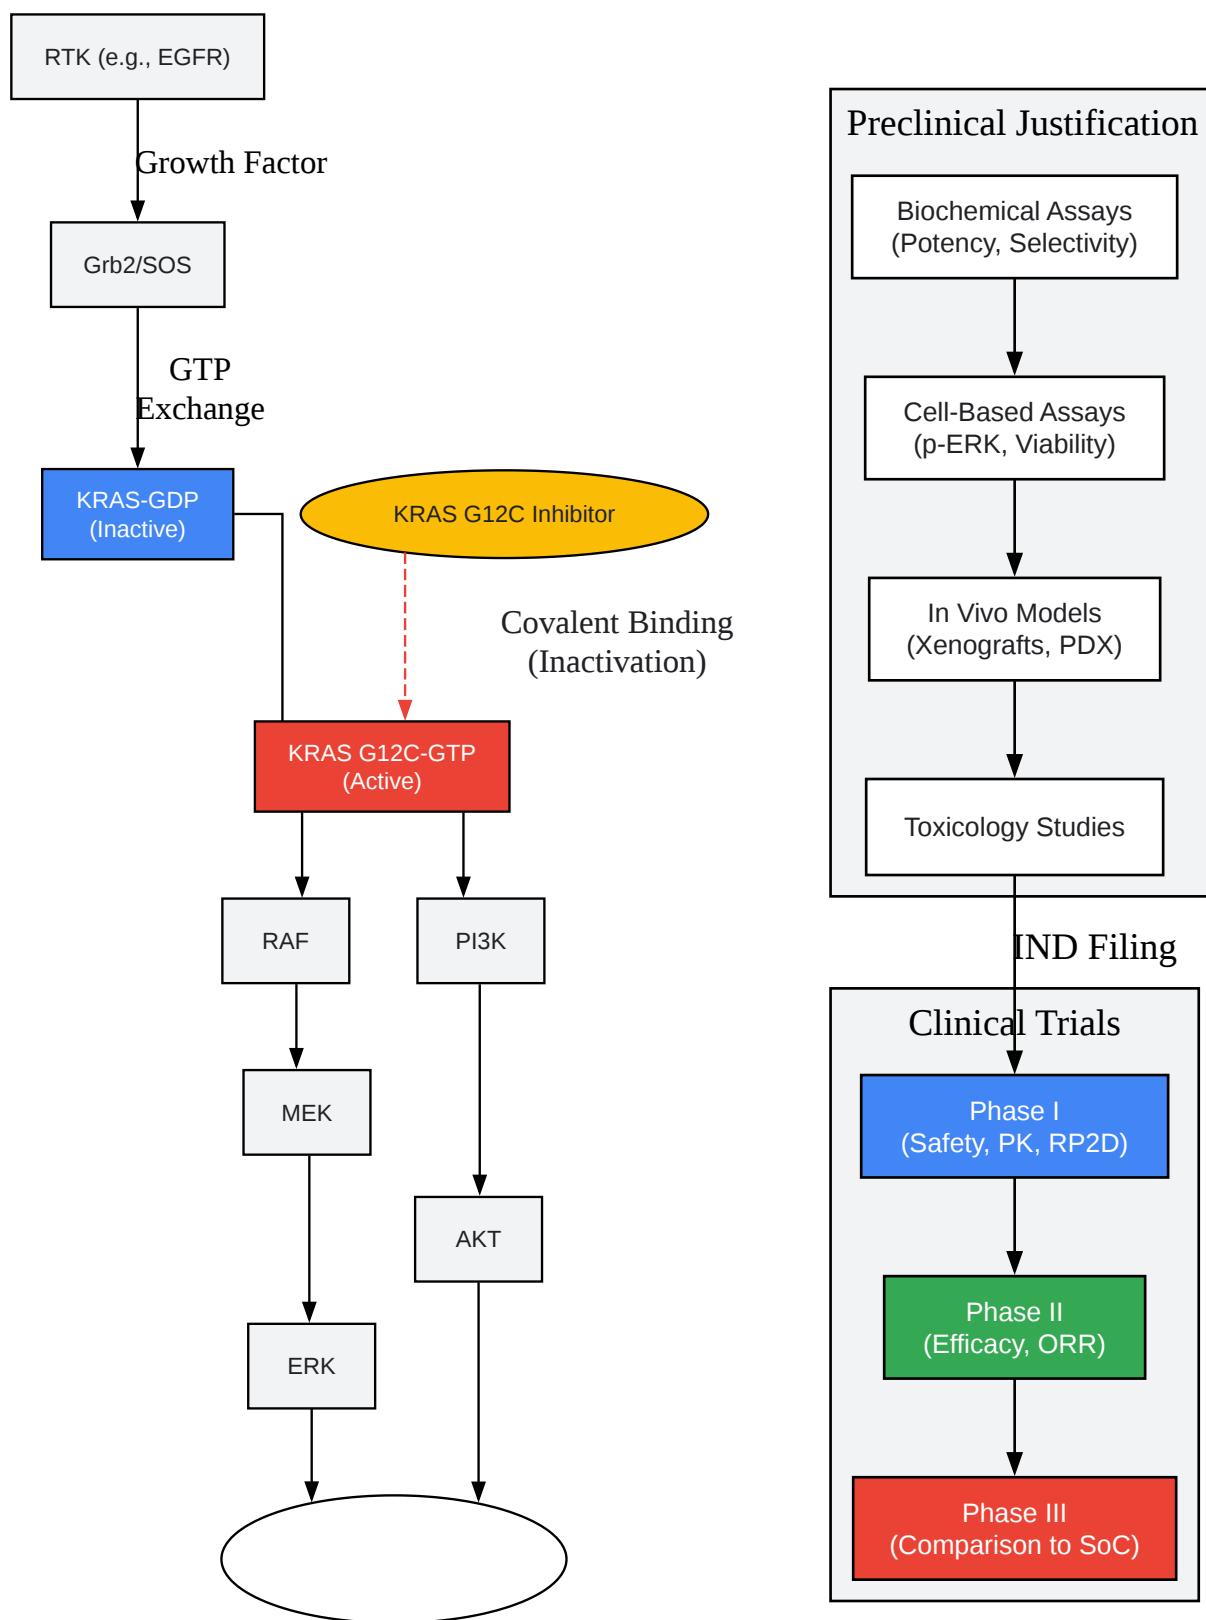 RTK (e.g., EGFR)
Growth Factor
Grb2/SOS
GTP
Exchange
KRAS-GDP
(Inactive)
KRAS G12C Inhibitor
Covalent Binding
(Inactivation)
KRAS G12C-GTP
(Active)
RAF
PI3K
MEK
AKT
ERK
Preclinical Justification
Biochemical Assays
(Potency, Selectivity)
Cell-Based Assays
(p-ERK, Viability)
In Vivo Models
(Xenografts, PDX)
Toxicology Studies
IND Filing
Clinical Trials
Phase I
(Safety, PK, RP2D)
Phase II
(Efficacy, ORR)
Phase III
(Comparison to SoC)